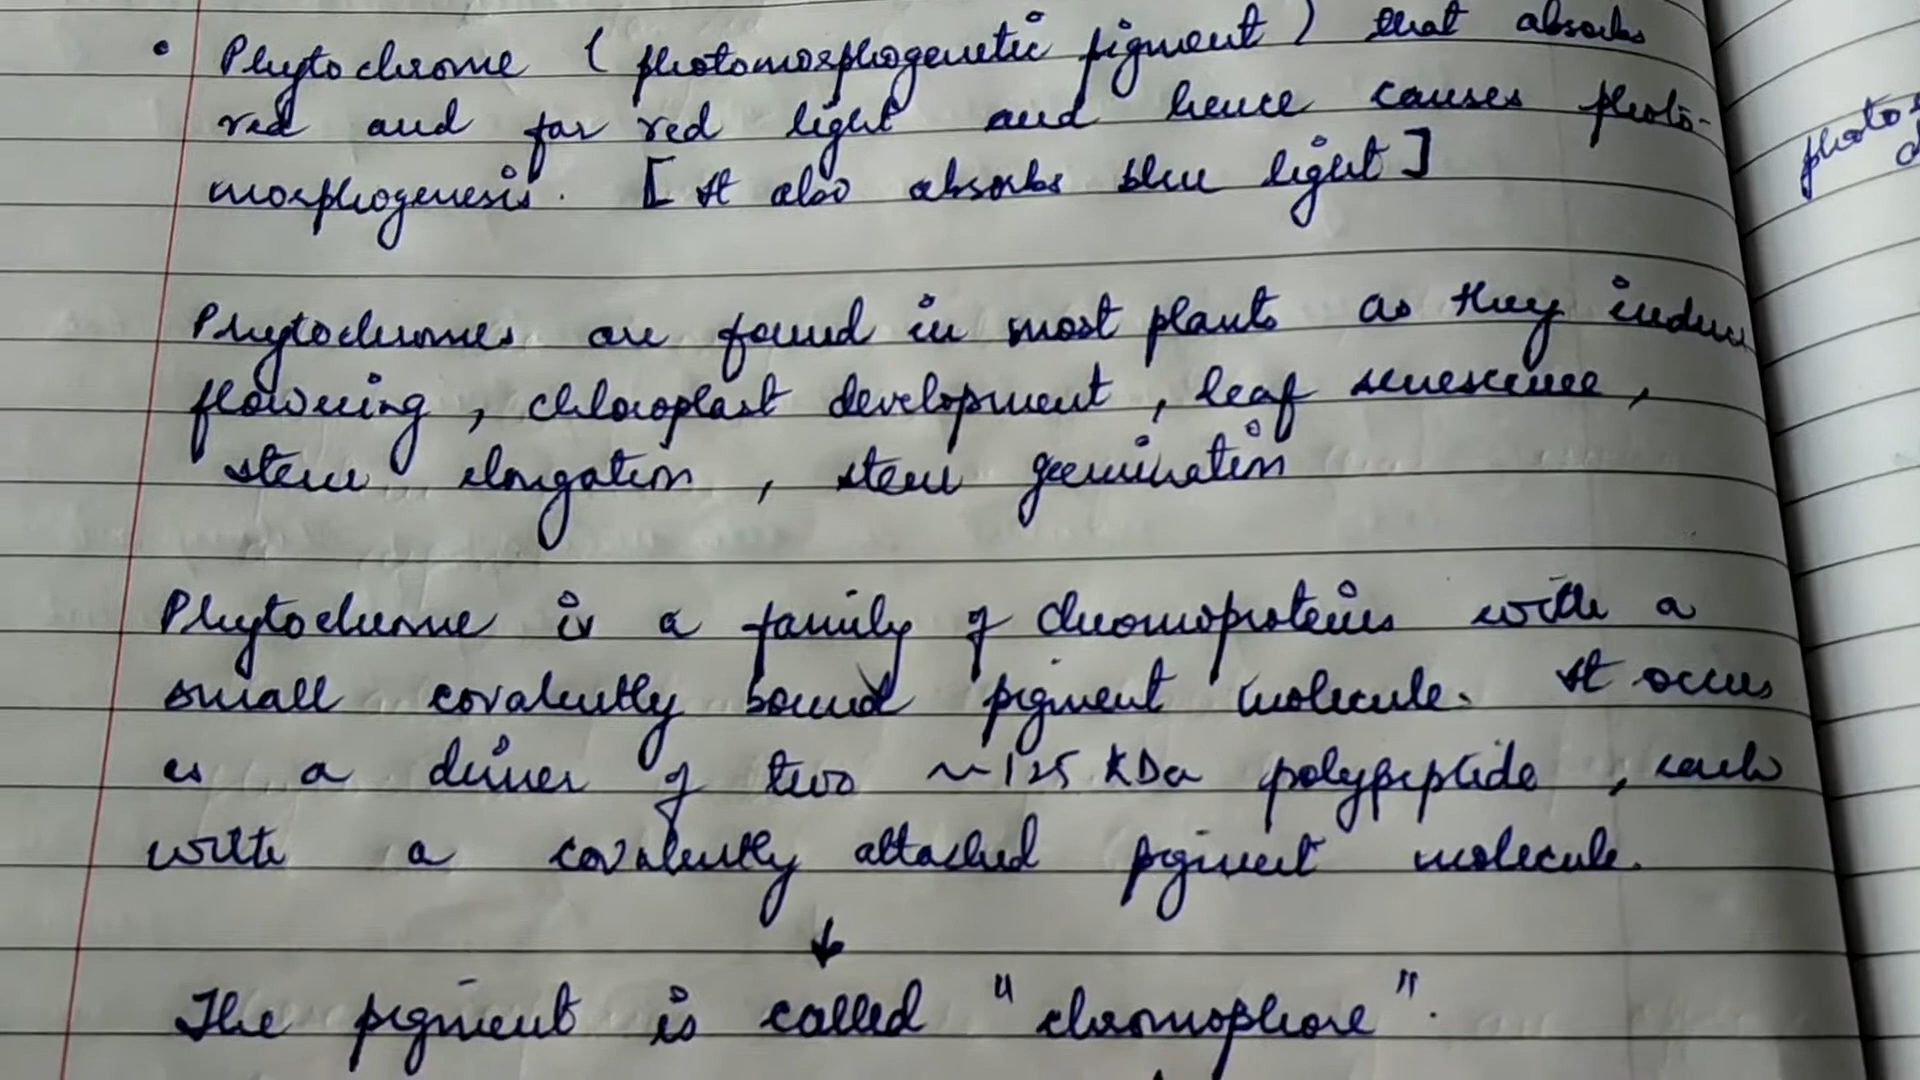 • Phytochrome (photomorphogenetic pigment) that absorbs
red and far red light and hence causes photo-
morphogenesis. [It also absorbs blue light]
Phytochromes are found in most plants as they induce
flowering, chloroplast development, leaf senescence,
stem elongation, stem germination
Phytochrome is a family of chromoproteins with a
small covalently bound pigment molecule. It occurs
as a dimer of two ~125 kDa polypeptide, each
with a covalently attached pigment molecule.
↓
The pigment is called "chromophore".
photo